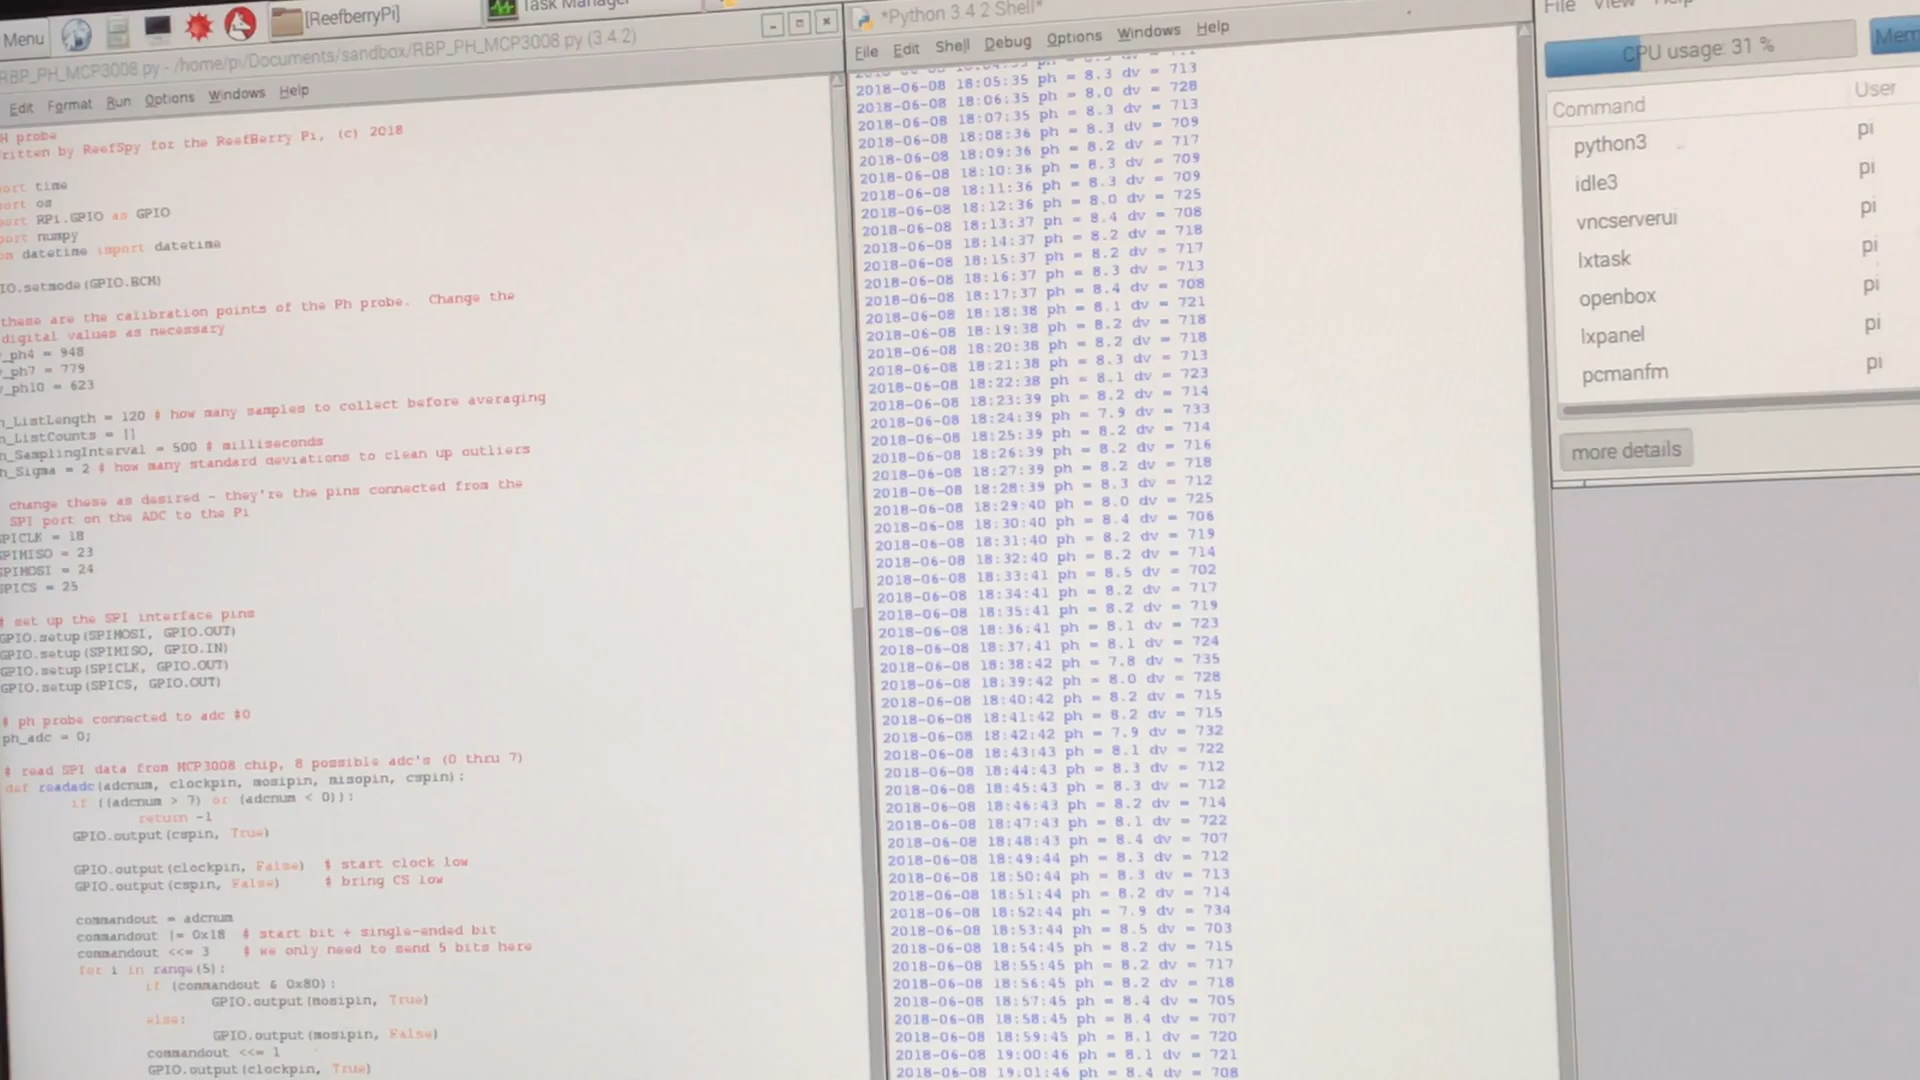 Menu
[ReefberryPi]
Task Manager
RBP_PH_MCP3008.py - /home/pi/Documents/sandbox/RBP_PH_MCP3008.py (3.4.2)
Edit Format Run Options Windows Help
H probe
ritten by ReefSpy for the ReefBerry Pi, (c) 2018
ort time
ort os
ort RPi.GPIO as GPIO
ort numpy
om datetime import datetime
IO.setmode(GPIO.BCM)
these are the calibration points of the Ph probe. Change the
digital values as necessary
_ph4 = 948
_ph7 = 779
_ph10 = 623
h_ListLength = 120 # how many samples to collect before averaging
h_ListCounts = []
h_SamplingInterval = 500 # milliseconds
h_Sigma = 2 # how many standard deviations to clean up outliers
change these as desired - they're the pins connected from the
SPI port on the ADC to the Pi
SPICLK = 18
SPIMISO = 23
SPIMOSI = 24
SPICS = 25
# set up the SPI interface pins
GPIO.setup(SPIMOSI, GPIO.OUT)
GPIO.setup(SPIMISO, GPIO.IN)
GPIO.setup(SPICLK, GPIO.OUT)
GPIO.setup(SPICS, GPIO.OUT)
# ph probe connected to adc #0
ph_adc = 0;
# read SPI data from MCP3008 chip, 8 possible adc's (0 thru 7)
def readadc(adcnum, clockpin, mosipin, misopin, cspin):
if ((adcnum > 7) or (adcnum < 0)):
return -1
GPIO.output(cspin, True)
GPIO.output(clockpin, False) # start clock low
GPIO.output(cspin, False) # bring CS low
commandout = adcnum
commandout |= 0x18 # start bit + single-ended bit
commandout <<= 3 # we only need to send 5 bits here
for i in range(5):
if (commandout & 0x80):
GPIO.output(mosipin, True)
else:
GPIO.output(mosipin, False)
commandout <<= 1
GPIO.output(clockpin, True)
*Python 3.4.2 Shell*
File Edit Shell Debug Options Windows Help
2018-06-08 18:05:35 ph = 8.3 dv = 713
2018-06-08 18:06:35 ph = 8.0 dv = 728
2018-06-08 18:07:35 ph = 8.3 dv = 713
2018-06-08 18:08:36 ph = 8.3 dv = 709
2018-06-08 18:09:36 ph = 8.2 dv = 717
2018-06-08 18:10:36 ph = 8.3 dv = 709
2018-06-08 18:11:36 ph = 8.3 dv = 709
2018-06-08 18:12:36 ph = 8.0 dv = 725
2018-06-08 18:13:37 ph = 8.4 dv = 708
2018-06-08 18:14:37 ph = 8.2 dv = 718
2018-06-08 18:15:37 ph = 8.2 dv = 717
2018-06-08 18:16:37 ph = 8.3 dv = 713
2018-06-08 18:17:37 ph = 8.4 dv = 708
2018-06-08 18:18:38 ph = 8.1 dv = 721
2018-06-08 18:19:38 ph = 8.2 dv = 718
2018-06-08 18:20:38 ph = 8.2 dv = 718
2018-06-08 18:21:38 ph = 8.3 dv = 713
2018-06-08 18:22:38 ph = 8.1 dv = 723
2018-06-08 18:23:39 ph = 8.2 dv = 714
2018-06-08 18:24:39 ph = 7.9 dv = 733
2018-06-08 18:25:39 ph = 8.2 dv = 714
2018-06-08 18:26:39 ph = 8.2 dv = 716
2018-06-08 18:27:39 ph = 8.2 dv = 718
2018-06-08 18:28:39 ph = 8.3 dv = 712
2018-06-08 18:29:40 ph = 8.0 dv = 725
2018-06-08 18:30:40 ph = 8.4 dv = 706
2018-06-08 18:31:40 ph = 8.2 dv = 719
2018-06-08 18:32:40 ph = 8.2 dv = 714
2018-06-08 18:33:41 ph = 8.5 dv = 702
2018-06-08 18:34:41 ph = 8.2 dv = 717
2018-06-08 18:35:41 ph = 8.2 dv = 719
2018-06-08 18:36:41 ph = 8.1 dv = 723
2018-06-08 18:37:41 ph = 8.1 dv = 724
2018-06-08 18:38:42 ph = 7.8 dv = 735
2018-06-08 18:39:42 ph = 8.0 dv = 728
2018-06-08 18:40:42 ph = 8.2 dv = 715
2018-06-08 18:41:42 ph = 8.2 dv = 715
2018-06-08 18:42:42 ph = 7.9 dv = 732
2018-06-08 18:43:43 ph = 8.1 dv = 722
2018-06-08 18:44:43 ph = 8.3 dv = 712
2018-06-08 18:45:43 ph = 8.3 dv = 712
2018-06-08 18:46:43 ph = 8.2 dv = 714
2018-06-08 18:47:43 ph = 8.1 dv = 722
2018-06-08 18:48:43 ph = 8.4 dv = 707
2018-06-08 18:49:44 ph = 8.3 dv = 712
2018-06-08 18:50:44 ph = 8.3 dv = 713
2018-06-08 18:51:44 ph = 8.2 dv = 714
2018-06-08 18:52:44 ph = 7.9 dv = 734
2018-06-08 18:53:44 ph = 8.5 dv = 703
2018-06-08 18:54:45 ph = 8.2 dv = 715
2018-06-08 18:55:45 ph = 8.2 dv = 717
2018-06-08 18:56:45 ph = 8.2 dv = 718
2018-06-08 18:57:45 ph = 8.4 dv = 705
2018-06-08 18:58:45 ph = 8.4 dv = 707
2018-06-08 18:59:45 ph = 8.1 dv = 720
2018-06-08 19:00:46 ph = 8.1 dv = 721
2018-06-08 19:01:46 ph = 8.4 dv = 708
File View Help
CPU usage: 31 % Mem
Command User
python3 pi
idle3 pi
vncserverui pi
lxtask pi
openbox pi
lxpanel pi
pcmanfm pi
more details